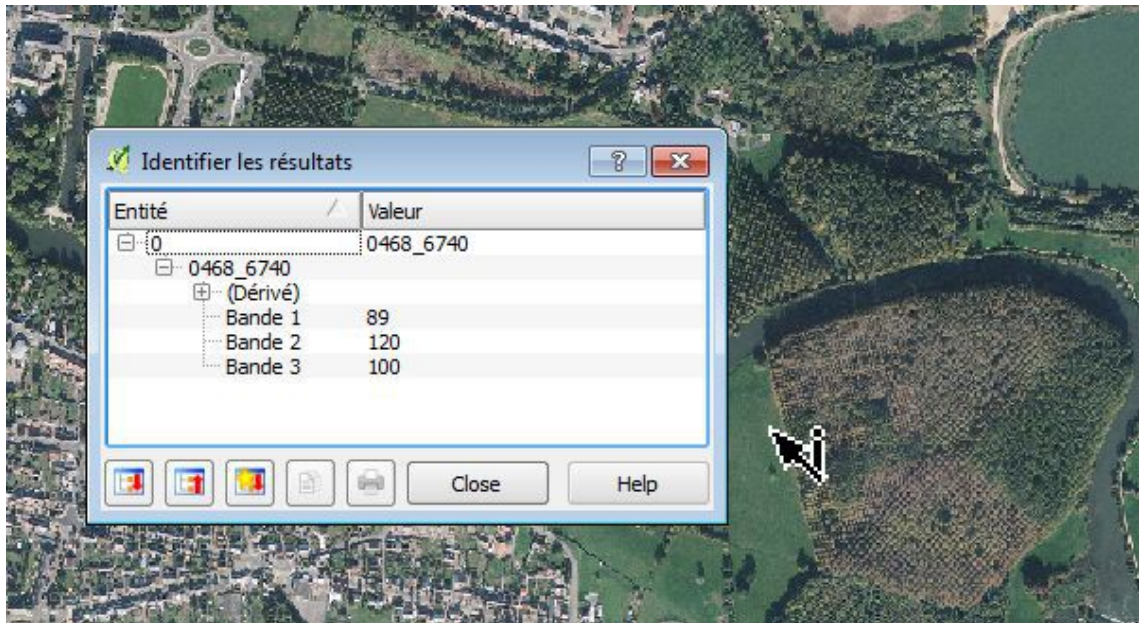 Identifier les résultats
Entité Valeur
0 0468_6740
0468_6740
(Dérivé)
Bande 1 89
Bande 2 120
Bande 3 100
Close Help